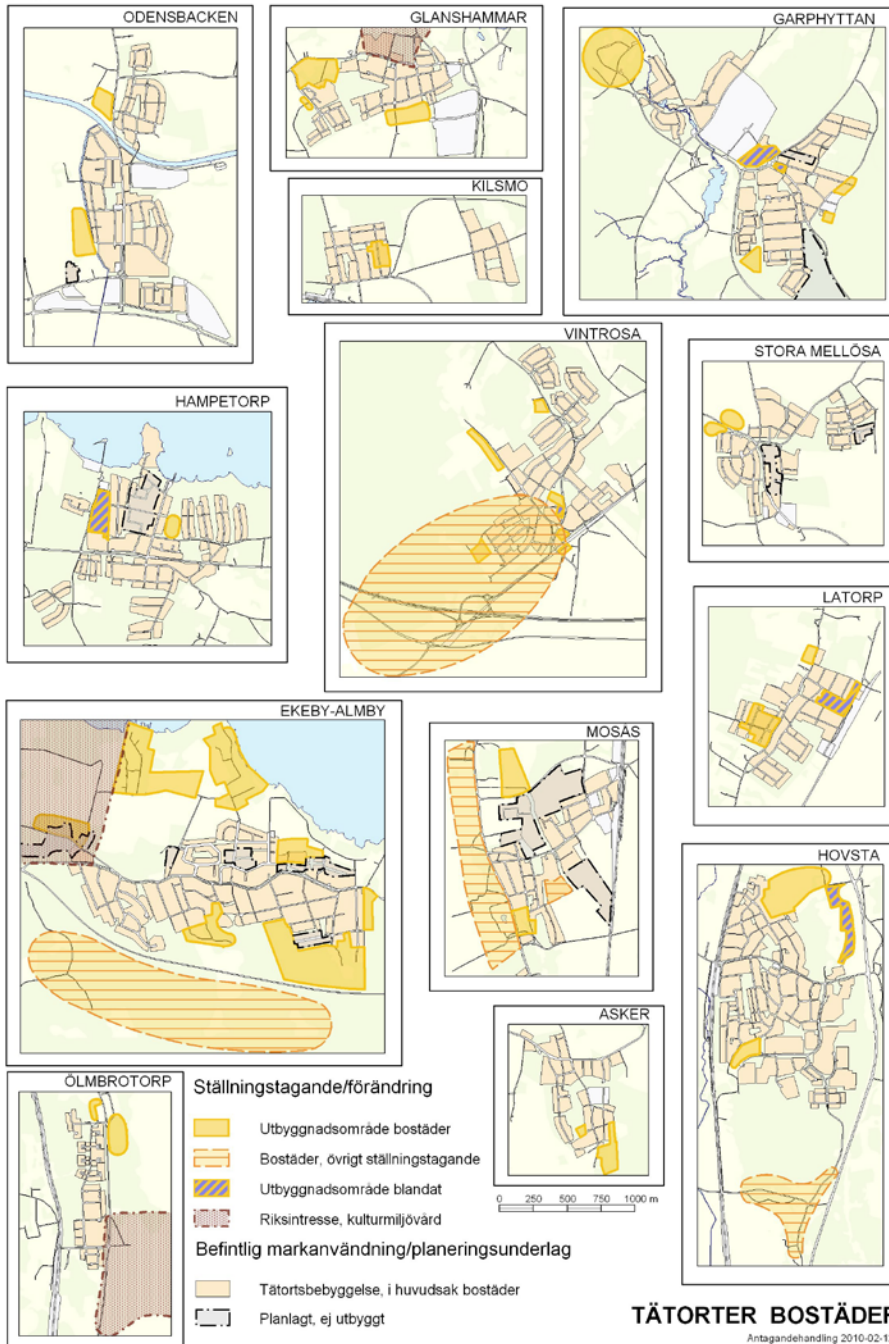 ODENSBACKEN
GLANSHAMMAR
GARPHYTTAN
KILSMO
VINTROSA
STORA MELLÖSA
HAMPETORP
LATORP
EKEBY-ALMBY
MOSÅS
HOVSTA
ASKER
ÖLMBROTORP
Ställningstagande/förändring
Utbyggnadsområde bostäder
Bostäder, övrigt ställningstagande
Utbyggnadsområde blandat
Riksintresse, kulturmiljövård
Befintlig markanvändning/planeringsunderlag
Tätortsbebyggelse, i huvudsak bostäder
Planlagt, ej utbyggt
0 250 500 750 1000 m
TÄTORTER BOSTÄDER
Antagandehandling